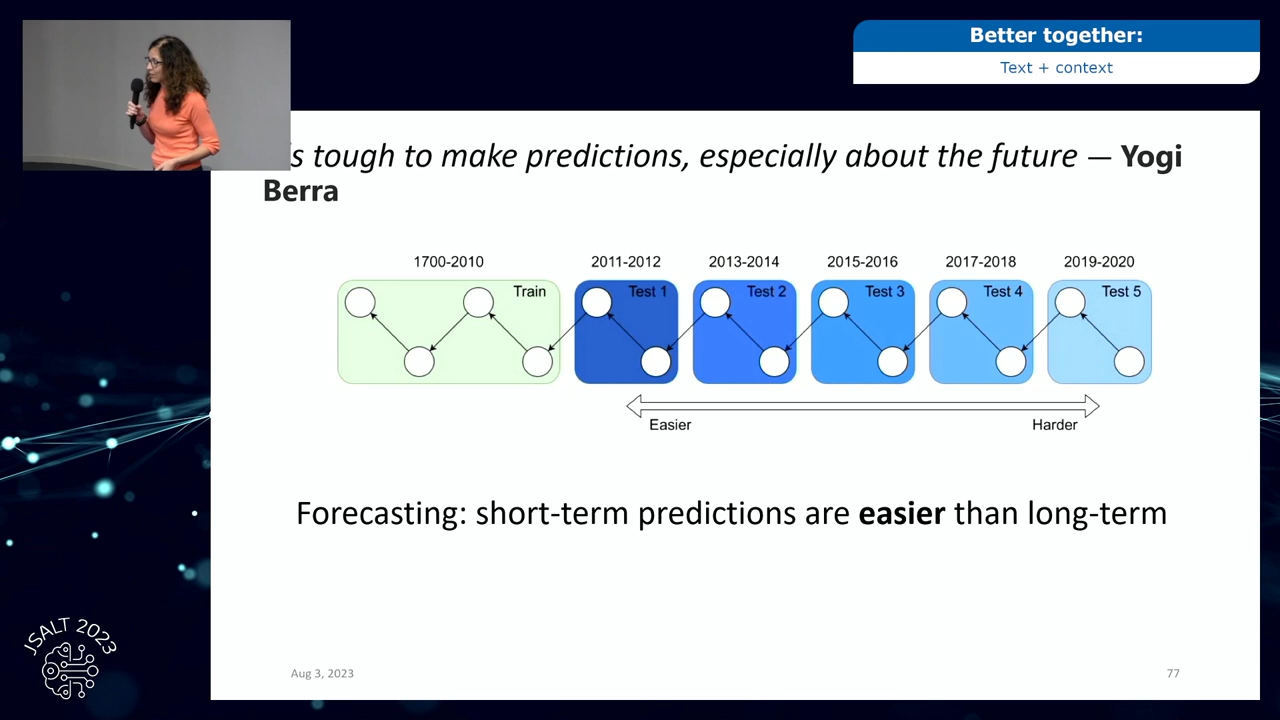 Better together:
Text + context
s tough to make predictions, especially about the future — Yogi
Berra
1700-2010
2011-2012
2013-2014
2015-2016
2017-2018
2019-2020
Train
Test 1
Test 2
Test 3
Test 4
Test 5
Easier
Harder
Forecasting: short-term predictions are easier than long-term
JSALT 2023
Aug 3, 2023
77